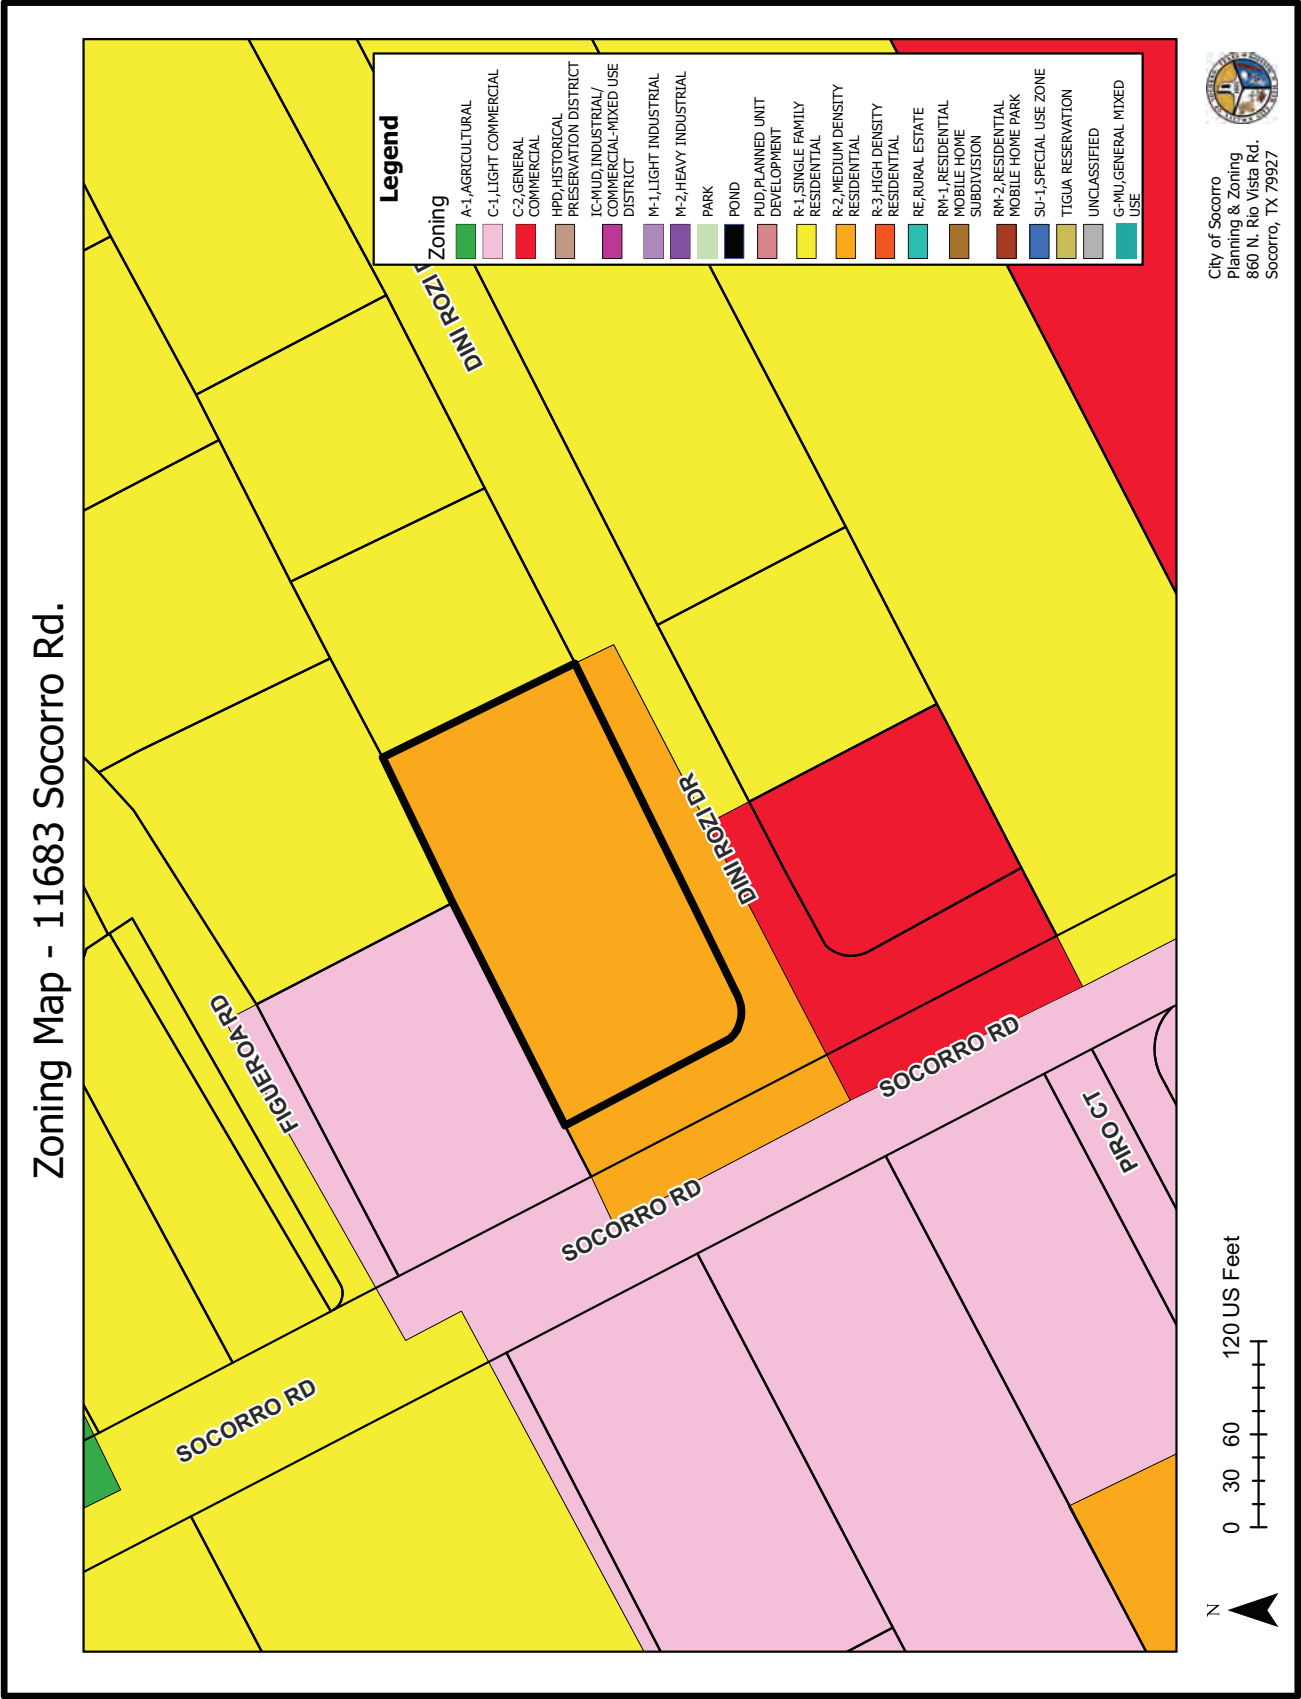 Zoning Map - 11683 Socorro Rd.
SOCORRO RD
FIGUEROA RD
SOCORRO RD
SOCORRO RD
DINI ROZI DR
PIRO CT
DINI ROZI
Legend
Zoning
A-1,AGRICULTURAL
C-1,LIGHT COMMERCIAL
C-2,GENERAL
COMMERCIAL
HPD,HISTORICAL
PRESERVATION DISTRICT
IC-MUD,INDUSTRIAL/
COMMERCIAL-MIXED USE
DISTRICT
M-1,LIGHT INDUSTRIAL
M-2,HEAVY INDUSTRIAL
PARK
POND
PUD,PLANNED UNIT
DEVELOPMENT
R-1,SINGLE FAMILY
RESIDENTIAL
R-2,MEDIUM DENSITY
RESIDENTIAL
R-3,HIGH DENSITY
RESIDENTIAL
RE,RURAL ESTATE
RM-1,RESIDENTIAL
MOBILE HOME
SUBDIVISION
RM-2,RESIDENTIAL
MOBILE HOME PARK
SU-1,SPECIAL USE ZONE
TIGUA RESERVATION
UNCLASSIFIED
G-MU,GENERAL MIXED
USE
N
0 30 60 120 US Feet
City of Socorro
Planning & Zoning
860 N. Rio Vista Rd.
Socorro, TX 79927